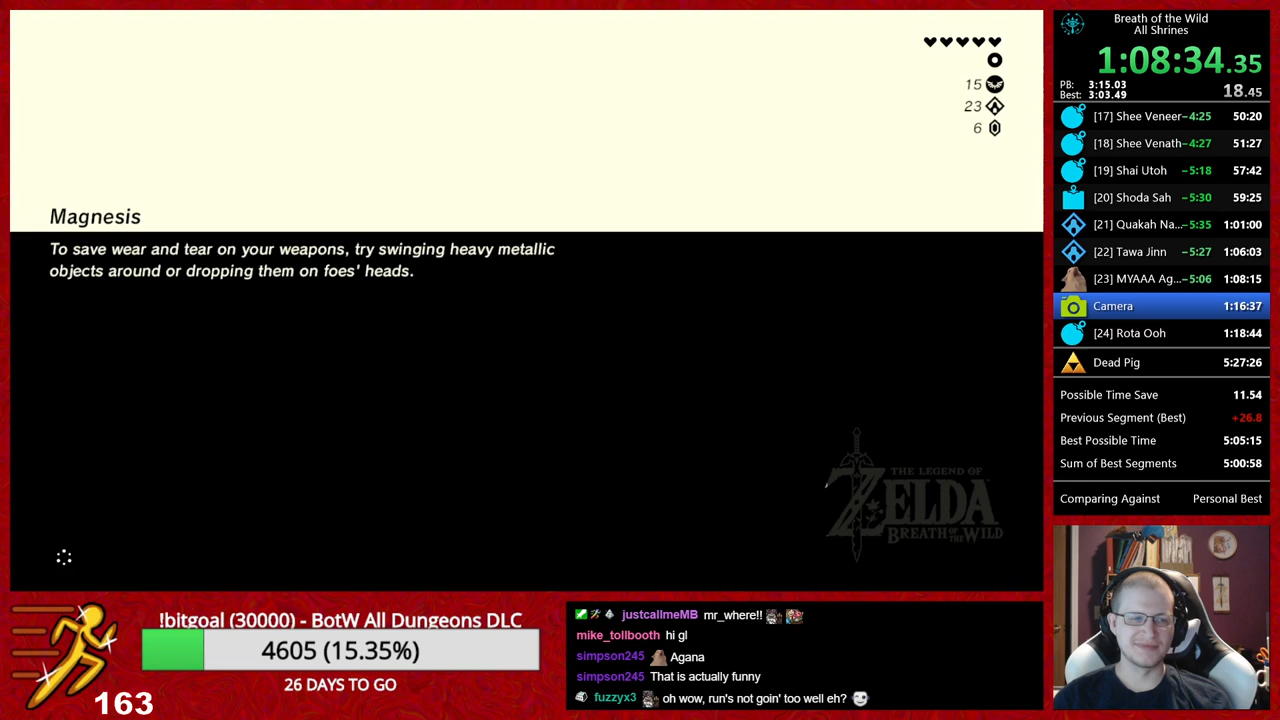 15
23
6
Magnesis
To save wear and tear on your weapons, try swinging heavy metallic
objects around or dropping them on foes' heads.
THE LEGEND OF
ZELDA
BREATH OF THE WILD
Breath of the Wild
All Shrines
1:08:34.35
PB: 3:15.03
Best: 3:03.49
18.45
[17] Shee Veneer -4:25 50:20
[18] Shee Venath -4:27 51:27
[19] Shai Utoh -5:18 57:42
[20] Shoda Sah -5:30 59:25
[21] Quakah Na... -5:35 1:01:00
[22] Tawa Jinn -5:27 1:06:03
[23] MYAAA Ag... -5:06 1:08:15
Camera 1:16:37
[24] Rota Ooh 1:18:44
Dead Pig 5:27:26
Possible Time Save 11.54
Previous Segment (Best) +26.8
Best Possible Time 5:05:15
Sum of Best Segments 5:00:58
Comparing Against Personal Best
!bitgoal (30000) - BotW All Dungeons DLC
4605 (15.35%)
26 DAYS TO GO
163
justcallmeMB mr_where!!
mike_tollbooth hi gl
simpson245 Agana
simpson245 That is actually funny
fuzzyx3 oh wow, run's not goin' too well eh?